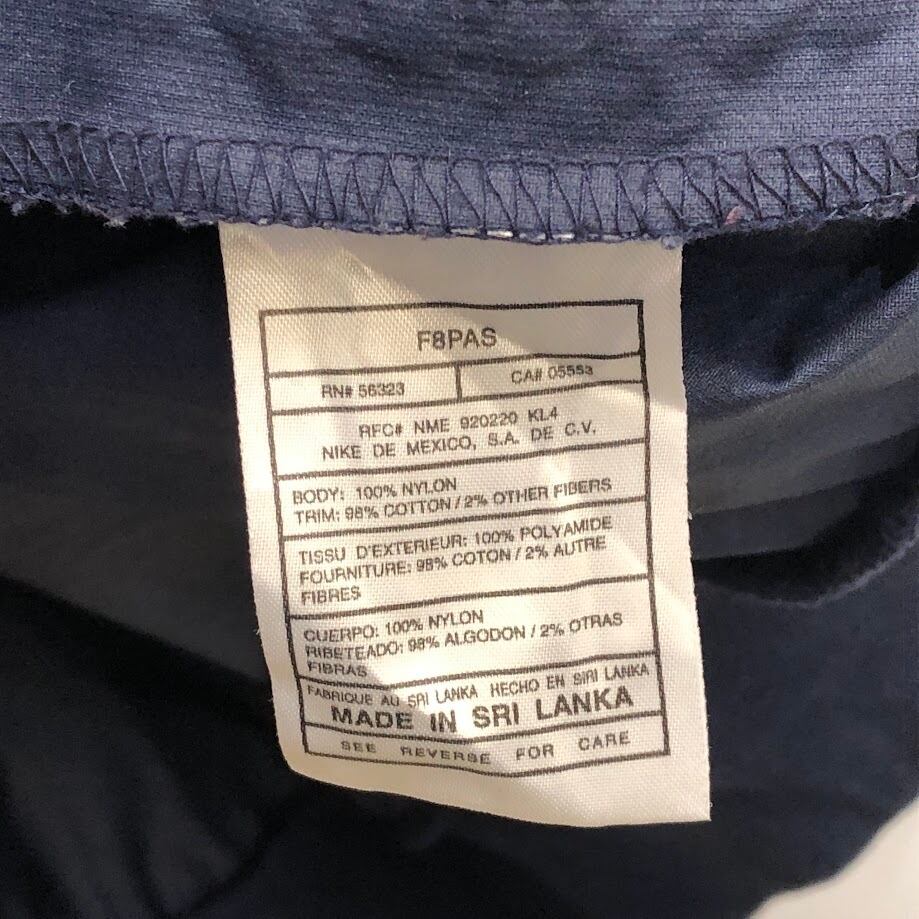 F8PAS
RN# 56323 CA# 05553
RFC# NME 920220 KL4
NIKE DE MEXICO, S.A. DE C.V.
BODY: 100% NYLON
TRIM: 98% COTTON / 2% OTHER FIBERS
TISSU D'EXTERIEUR: 100% POLYAMIDE
FOURNITURE: 98% COTON / 2% AUTRE
FIBRES
CUERPO: 100% NYLON
RIBETEADO: 98% ALGODON / 2% OTRAS
FIBRAS
FABRIQUE AU SRI LANKA HECHO EN SIRI LANKA
MADE IN SRI LANKA
SEE REVERSE FOR CARE